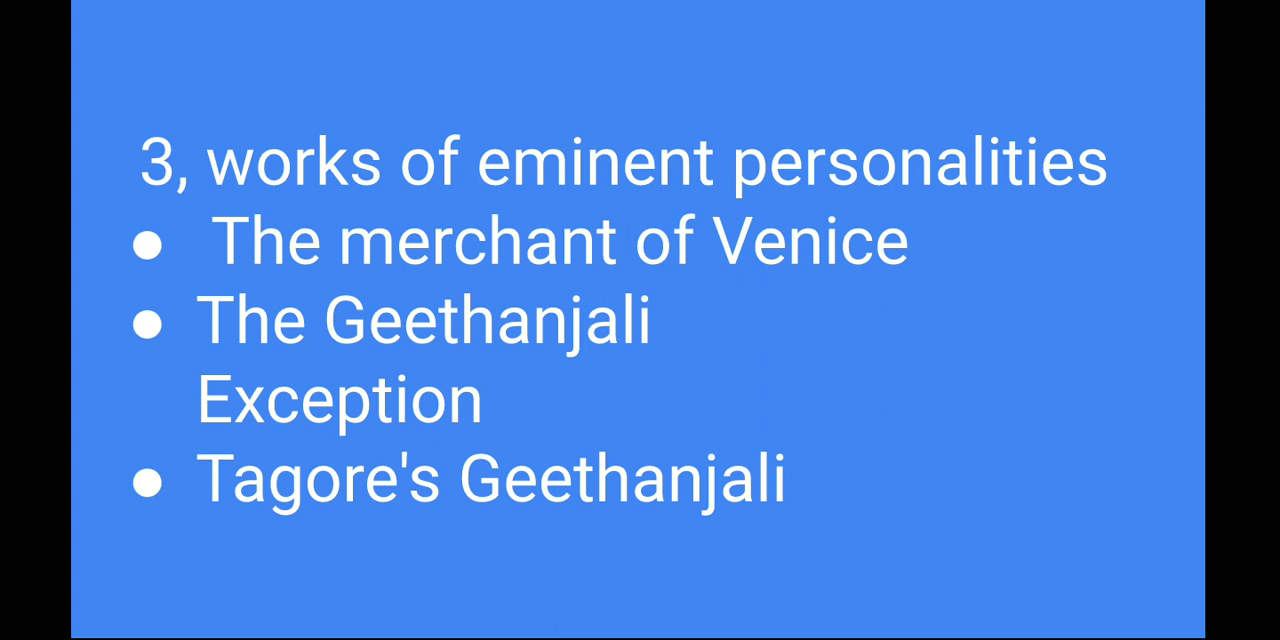 3, works of eminent personalities
● The merchant of Venice
● The Geethanjali
Exception
● Tagore's Geethanjali